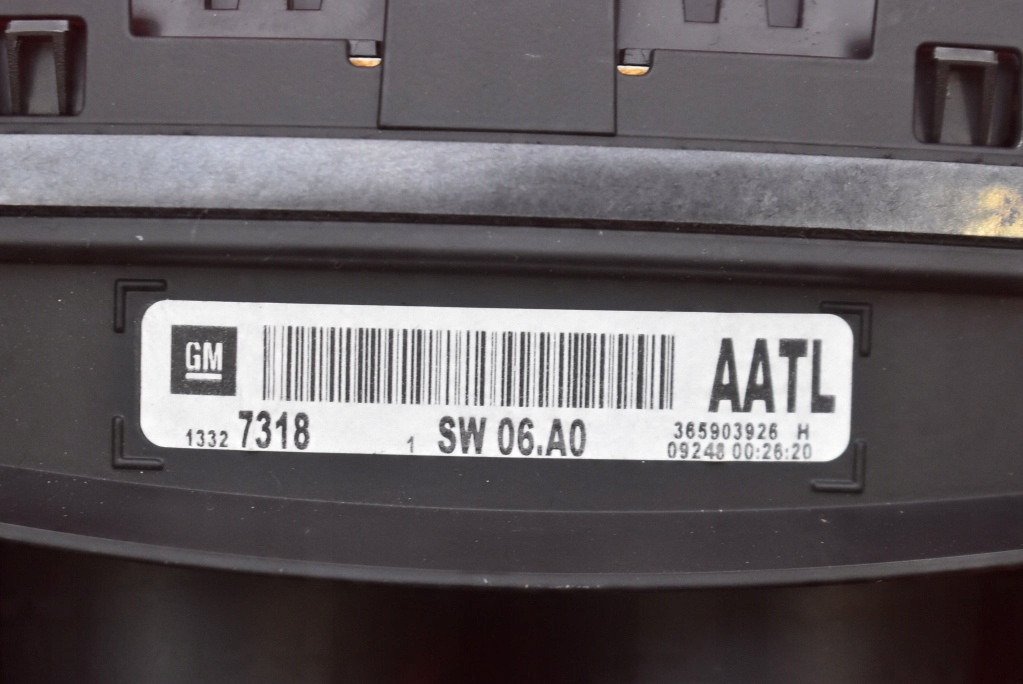 GM
AATL
1332 7318 1 SW 06.A0 365903926 H
09248 00:26:20